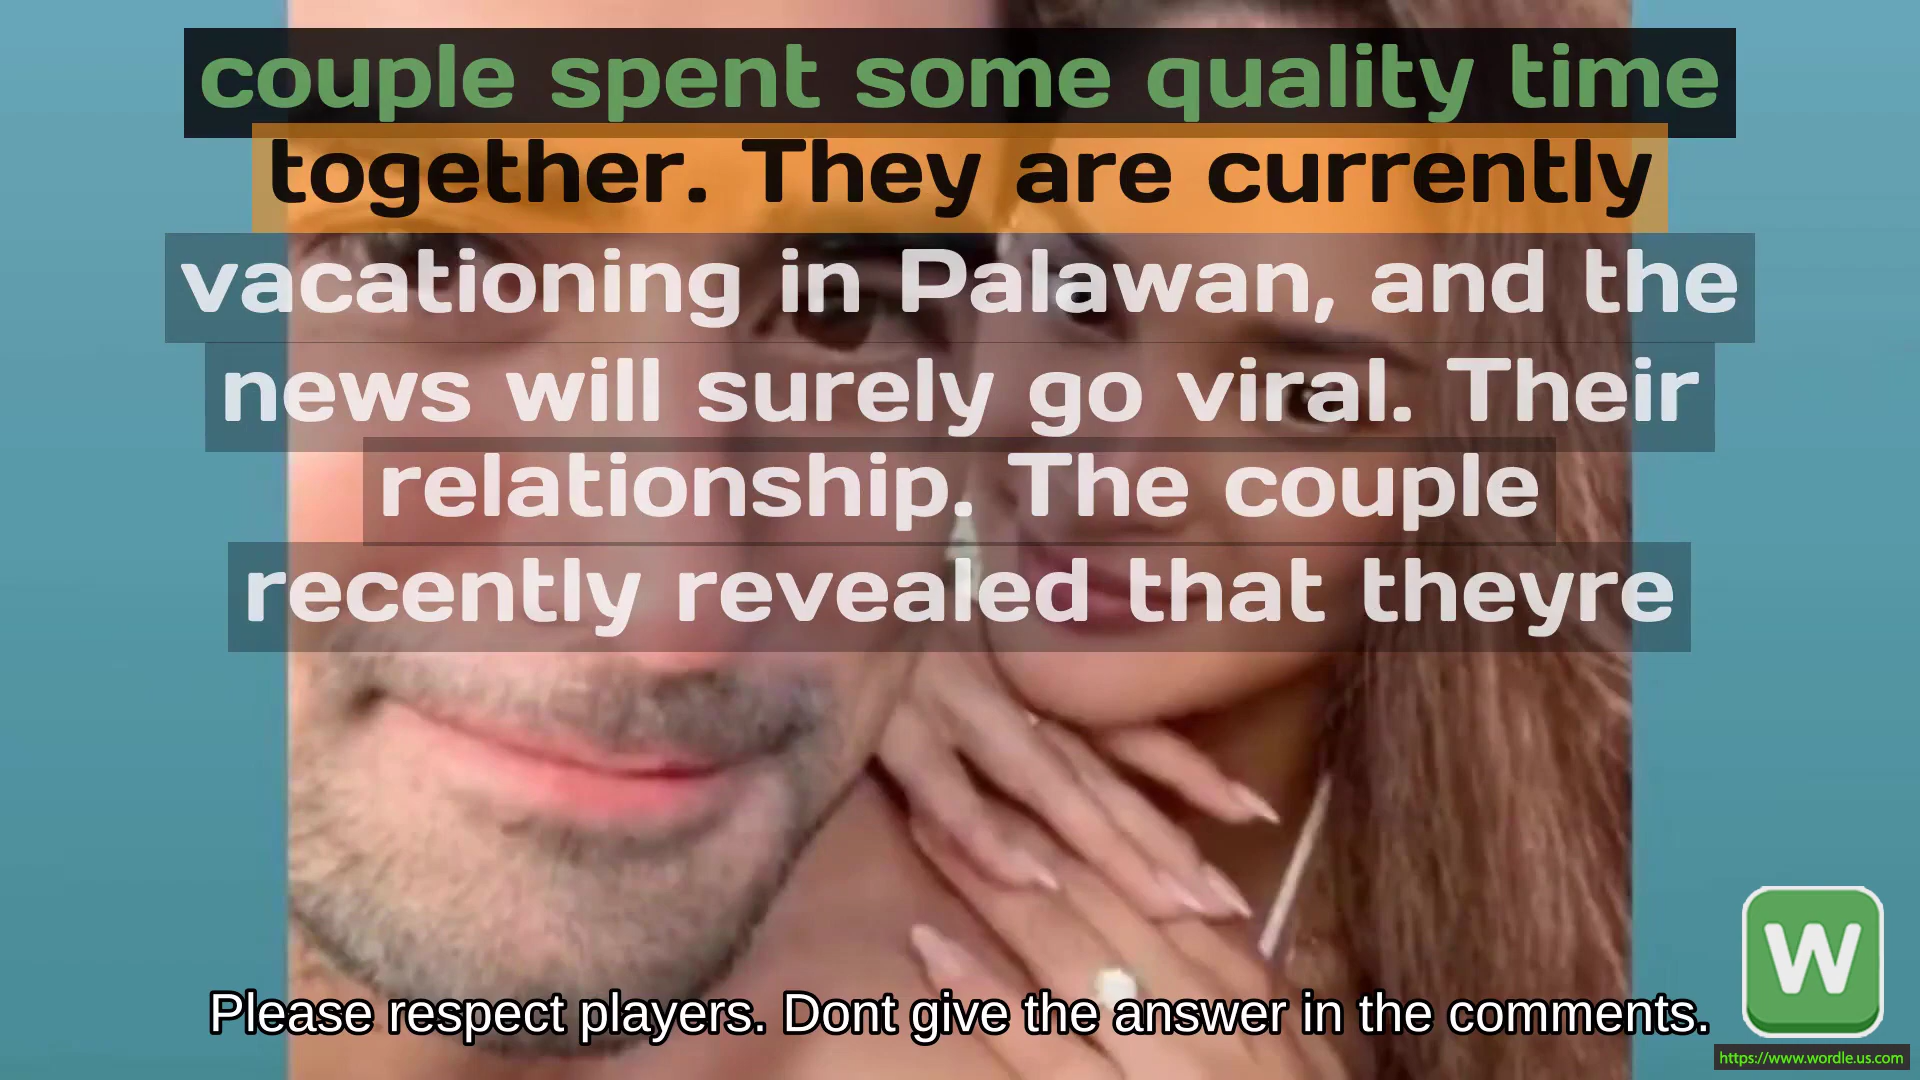 couple spent some quality time
together. They are currently
vacationing in Palawan, and the
news will surely go viral. Their
relationship. The couple
recently revealed that theyre
Please respect players. Dont give the answer in the comments.
W
https://www.wordle.us.com